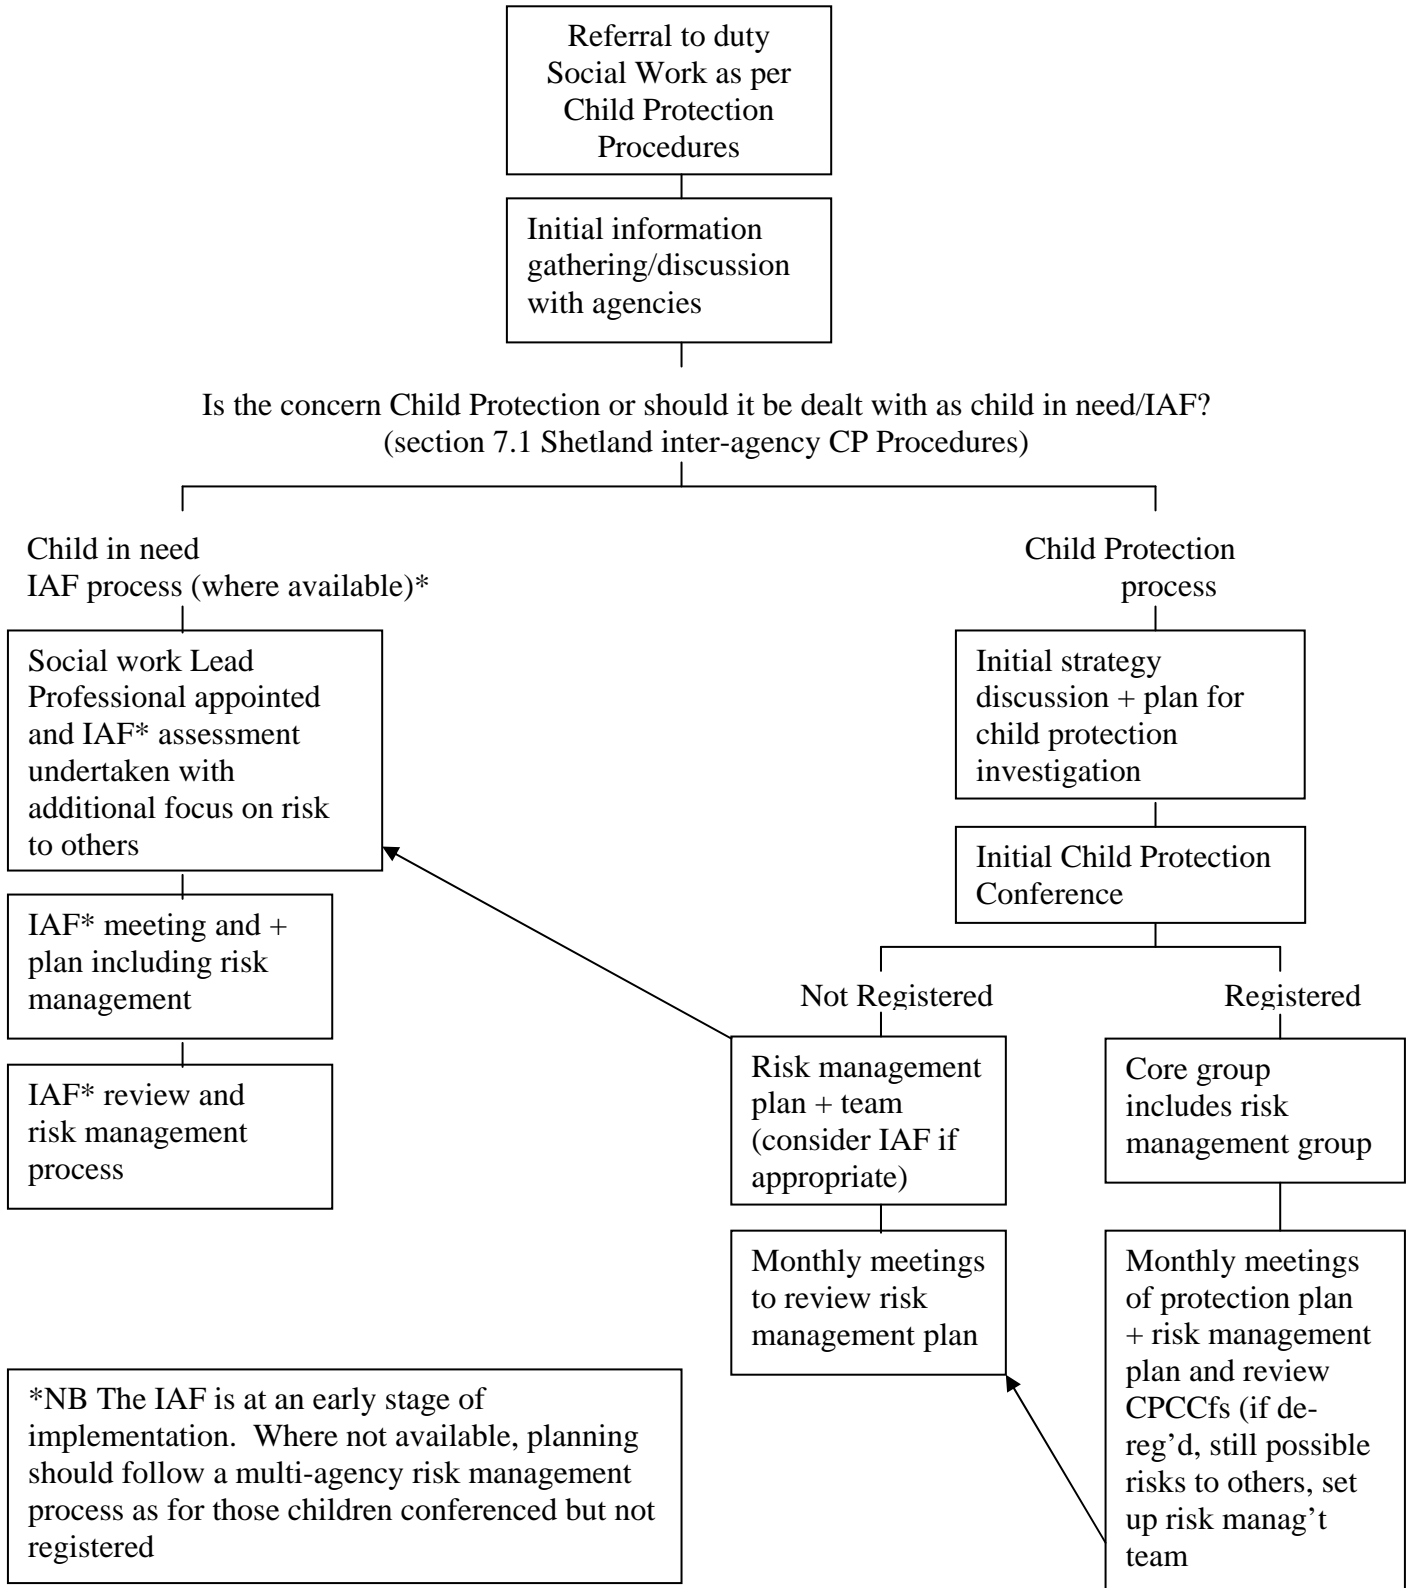 Referral to duty
Social Work as per
Child Protection
Procedures
Initial information
gathering/discussion
with agencies
Is the concern Child Protection or should it be dealt with as child in need/IAF?
(section 7.1 Shetland inter-agency CP Procedures)
Child in need
IAF process (where available)*
Social work Lead
Professional appointed
and IAF* assessment
undertaken with
additional focus on risk
to others
IAF* meeting and +
plan including risk
management
IAF* review and
risk management
process
Child Protection
process
Initial strategy
discussion + plan for
child protection
investigation
Initial Child Protection
Conference
Not Registered
Risk management
plan + team
(consider IAF if
appropriate)
Monthly meetings
to review risk
management plan
Registered
Core group
includes risk
management group
Monthly meetings
of protection plan
+ risk management
plan and review
CPCCfs (if de-
reg’d, still possible
risks to others, set
up risk manag’t
team
*NB The IAF is at an early stage of
implementation.  Where not available, planning
should follow a multi-agency risk management
process as for those children conferenced but not
registered